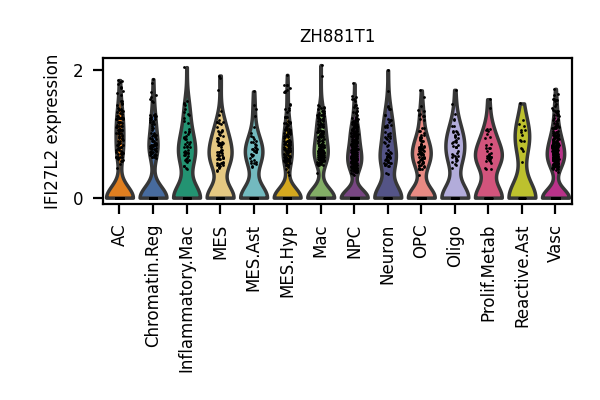 ZH881T1
IFI27L2 expression
2
0
AC
Chromatin.Reg
Inflammatory.Mac
MES
MES.Ast
MES.Hyp
Mac
NPC
Neuron
OPC
Oligo
Prolif.Metab
Reactive.Ast
Vasc